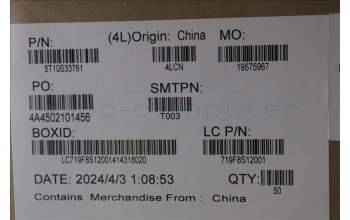 P/N: (4L)Origin: China MO:
5T10S33761 4LCN 19575967
PO: SMTPN:
4A4502101456 T003
BOXID: LC P/N:
LC719F8S12001414318020 719F8S12001
DATE: 2024/4/3 1:08:53 QTY:
50
Contains Merchandise From: China